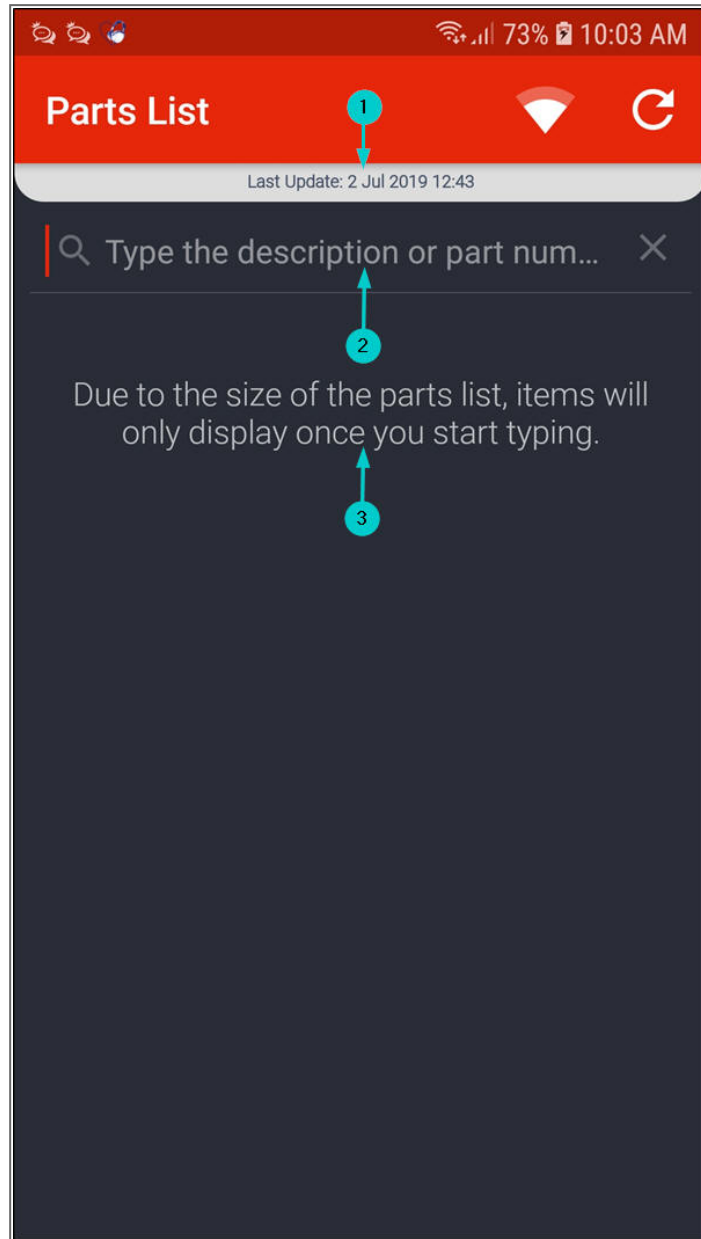 73% 10:03 AM
Parts List
1
Last Update: 2 Jul 2019 12:43
Type the description or part num...
2
Due to the size of the parts list, items will
only display once you start typing.
3